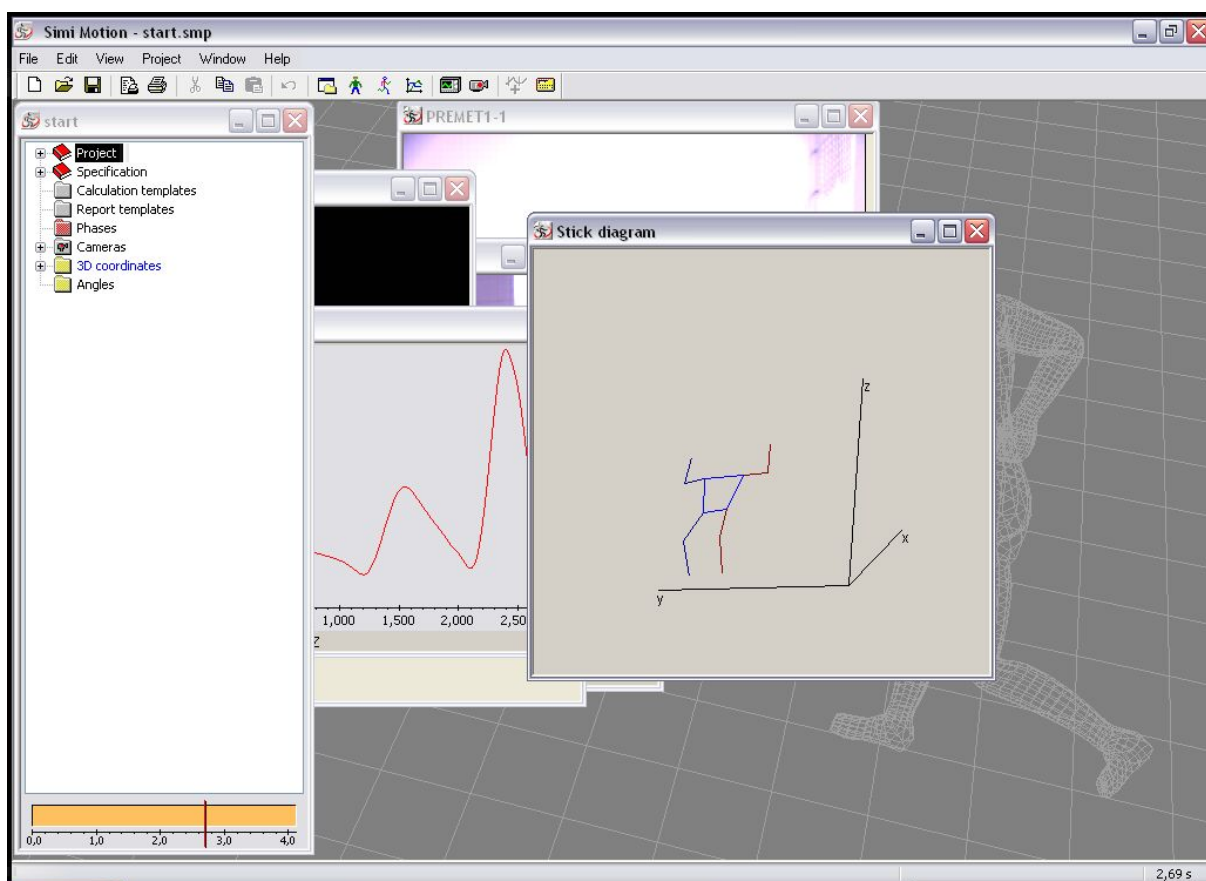 Simi Motion - start.smp
File Edit View Project Window Help
start
Project
Specification
Calculation templates
Report templates
Phases
Cameras
3D coordinates
Angles
0,0 1,0 2,0 3,0 4,0
PREMET1-1
1,000 1,500 2,000 2,50
Z
Stick diagram
z
x
y
2,69 s